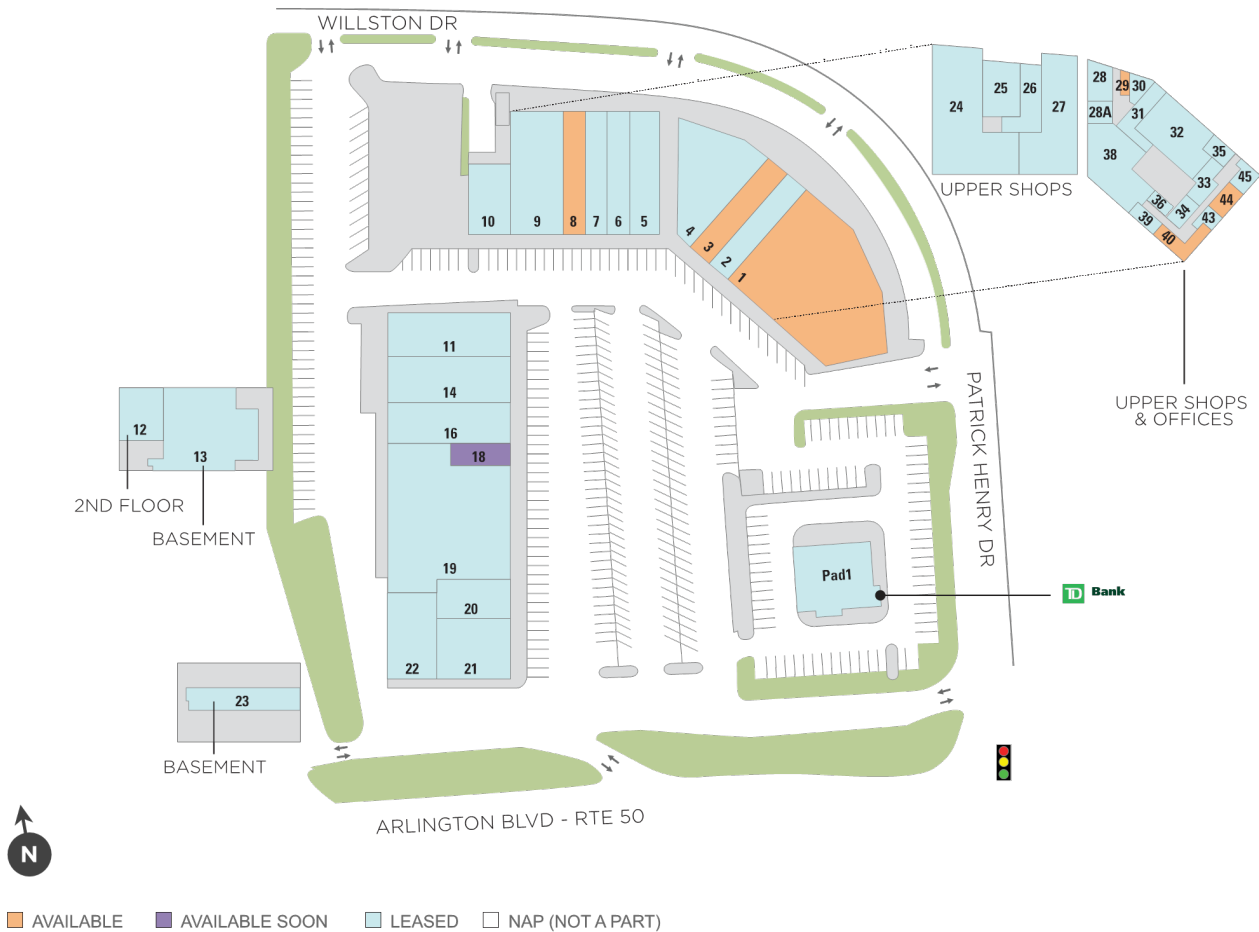 WILLSTON DR
24
25
26
27
UPPER SHOPS
28
29
30
28A
31
32
38
35
33
45
36
34
44
39
43
40
UPPER SHOPS
& OFFICES
10
9
8
7
6
5
4
3
2
1
PATRICK HENRY DR
11
14
16
18
19
20
22
21
12
13
2ND FLOOR
BASEMENT
Pad1
TD Bank
23
BASEMENT
ARLINGTON BLVD - RTE 50
N
AVAILABLE
AVAILABLE SOON
LEASED
NAP (NOT A PART)